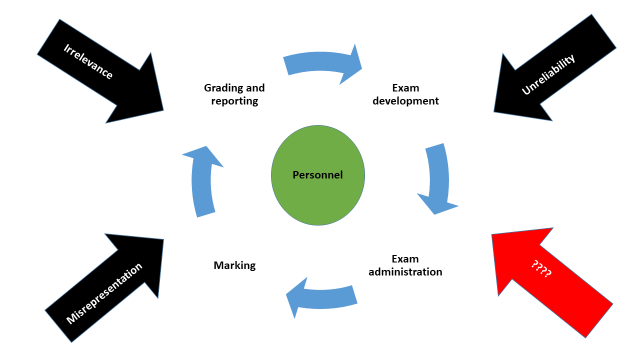 Irrelevance
Unreliability
Grading and
reporting
Exam
development
Personnel
Marking
Exam
administration
Misrepresentation
????